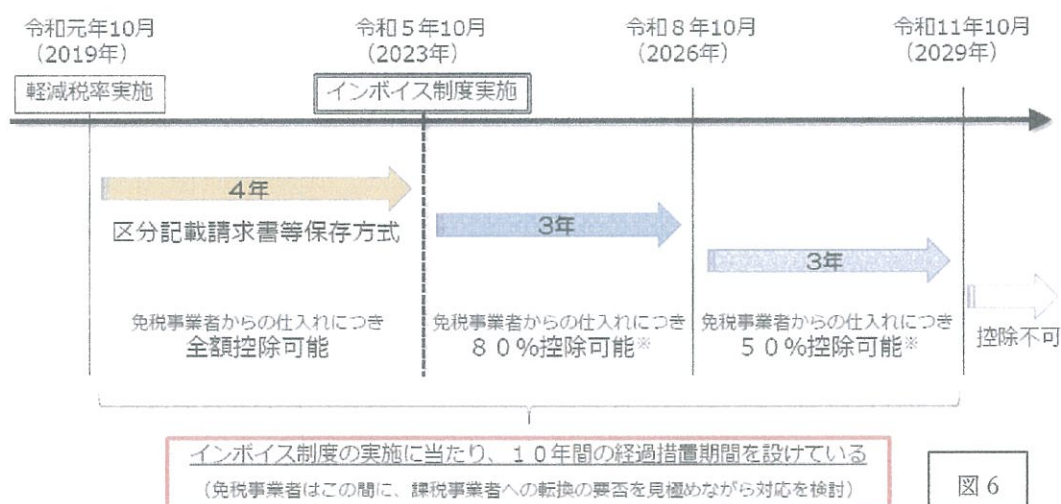 令和元年10月
(2019年)
令和５年10月
(2023年)
令和８年10月
(2026年)
令和11年10月
(2029年)
軽減税率実施
インボイス制度実施
４年
区分記載請求書等保存方式
３年
３年
免税事業者からの仕入れにつき
全額控除可能
免税事業者からの仕入れにつき
８０％控除可能※
免税事業者からの仕入れにつき
５０％控除可能※
控除不可
インボイス制度の実施に当たり、１０年間の経過措置期間を設けている
（免税事業者はこの間に、課税事業者への転換の要否を見極めながら対応を検討）
図６